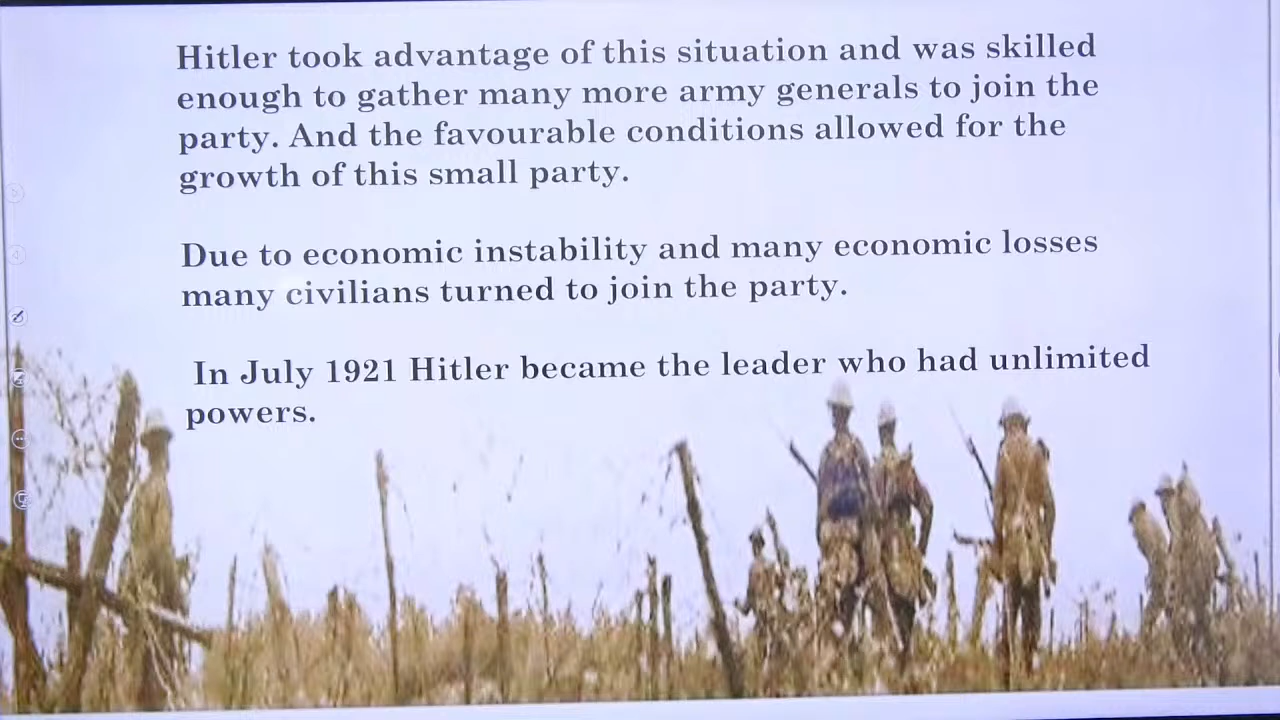 Hitler took advantage of this situation and was skilled
enough to gather many more army generals to join the
party. And the favourable conditions allowed for the
growth of this small party.
Due to economic instability and many economic losses
many civilians turned to join the party.
In July 1921 Hitler became the leader who had unlimited
powers.